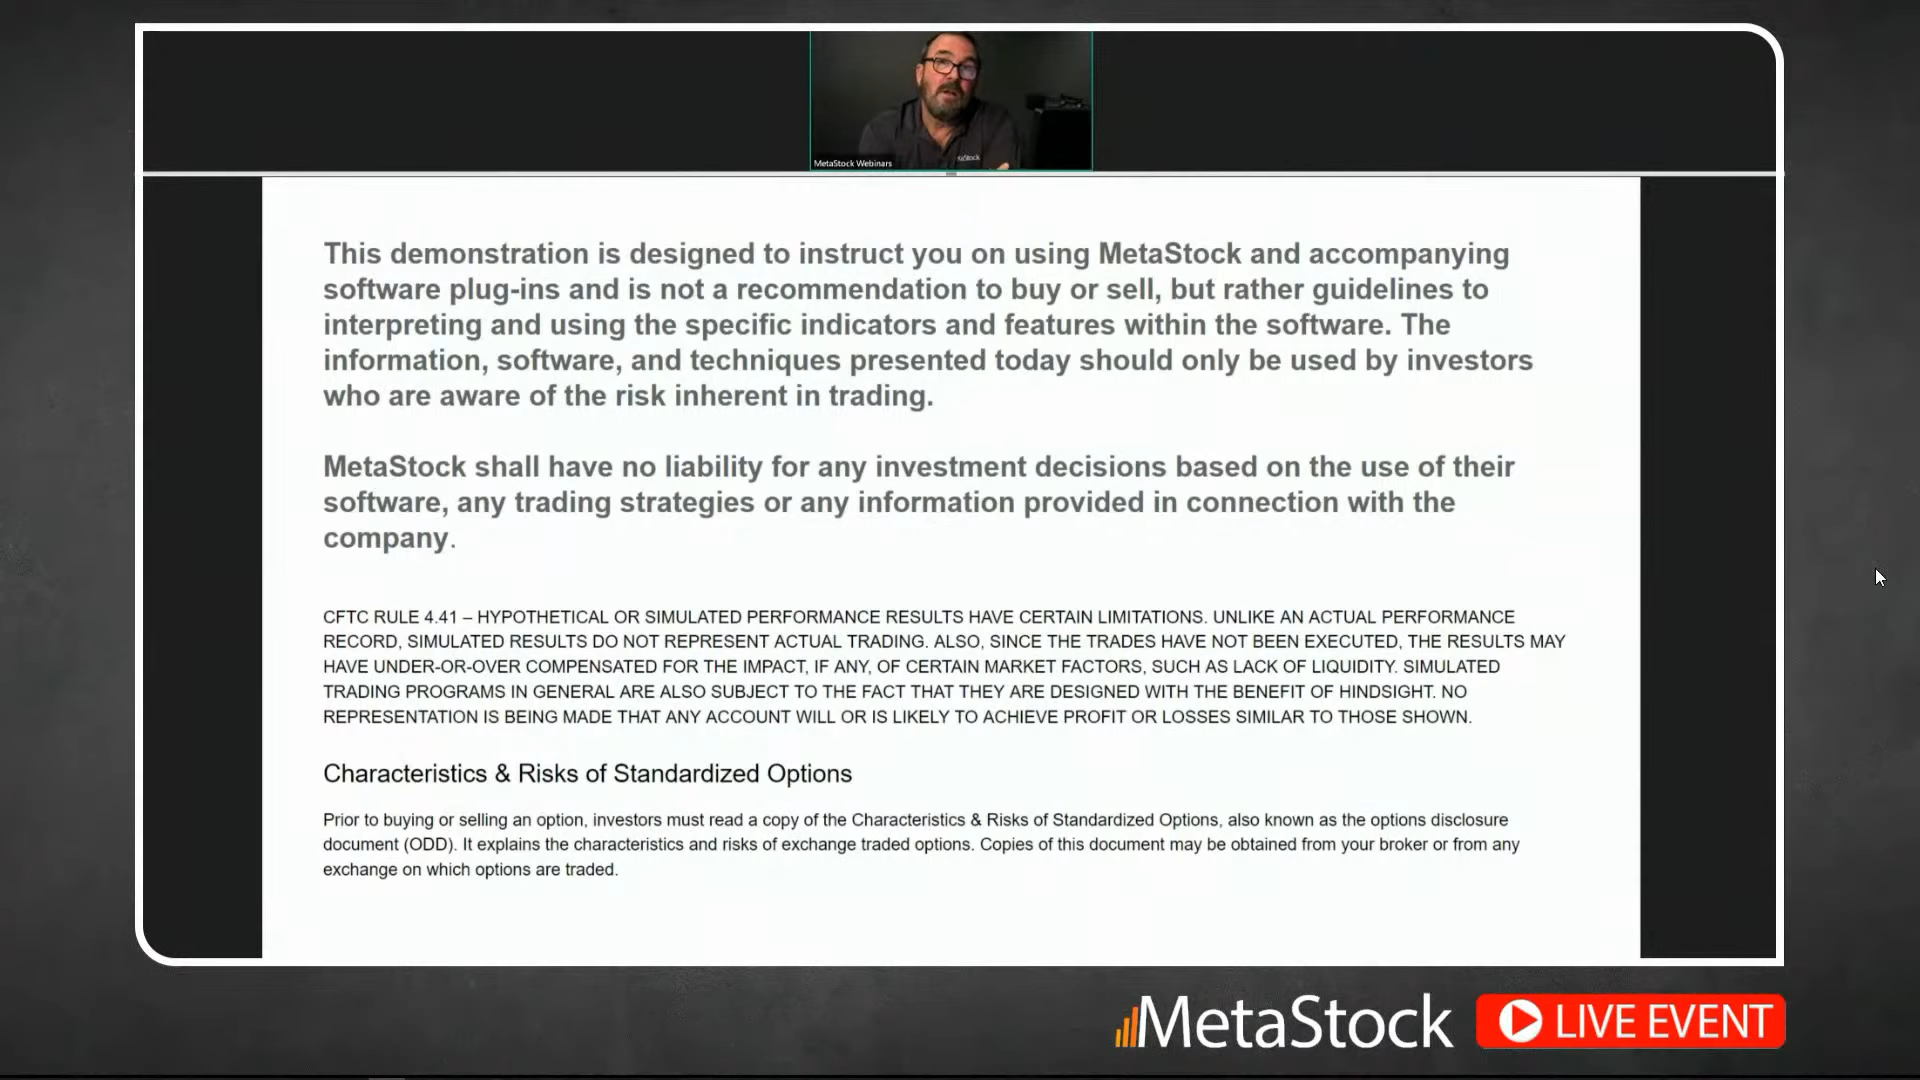 MetaStock Webinars
This demonstration is designed to instruct you on using MetaStock and accompanying
software plug-ins and is not a recommendation to buy or sell, but rather guidelines to
interpreting and using the specific indicators and features within the software. The
information, software, and techniques presented today should only be used by investors
who are aware of the risk inherent in trading.
MetaStock shall have no liability for any investment decisions based on the use of their
software, any trading strategies or any information provided in connection with the
company.
CFTC RULE 4.41 – HYPOTHETICAL OR SIMULATED PERFORMANCE RESULTS HAVE CERTAIN LIMITATIONS. UNLIKE AN ACTUAL PERFORMANCE
RECORD, SIMULATED RESULTS DO NOT REPRESENT ACTUAL TRADING. ALSO, SINCE THE TRADES HAVE NOT BEEN EXECUTED, THE RESULTS MAY
HAVE UNDER-OR-OVER COMPENSATED FOR THE IMPACT, IF ANY, OF CERTAIN MARKET FACTORS, SUCH AS LACK OF LIQUIDITY. SIMULATED
TRADING PROGRAMS IN GENERAL ARE ALSO SUBJECT TO THE FACT THAT THEY ARE DESIGNED WITH THE BENEFIT OF HINDSIGHT. NO
REPRESENTATION IS BEING MADE THAT ANY ACCOUNT WILL OR IS LIKELY TO ACHIEVE PROFIT OR LOSSES SIMILAR TO THOSE SHOWN.
Characteristics & Risks of Standardized Options
Prior to buying or selling an option, investors must read a copy of the Characteristics & Risks of Standardized Options, also known as the options disclosure
document (ODD). It explains the characteristics and risks of exchange traded options. Copies of this document may be obtained from your broker or from any
exchange on which options are traded.
MetaStock LIVE EVENT